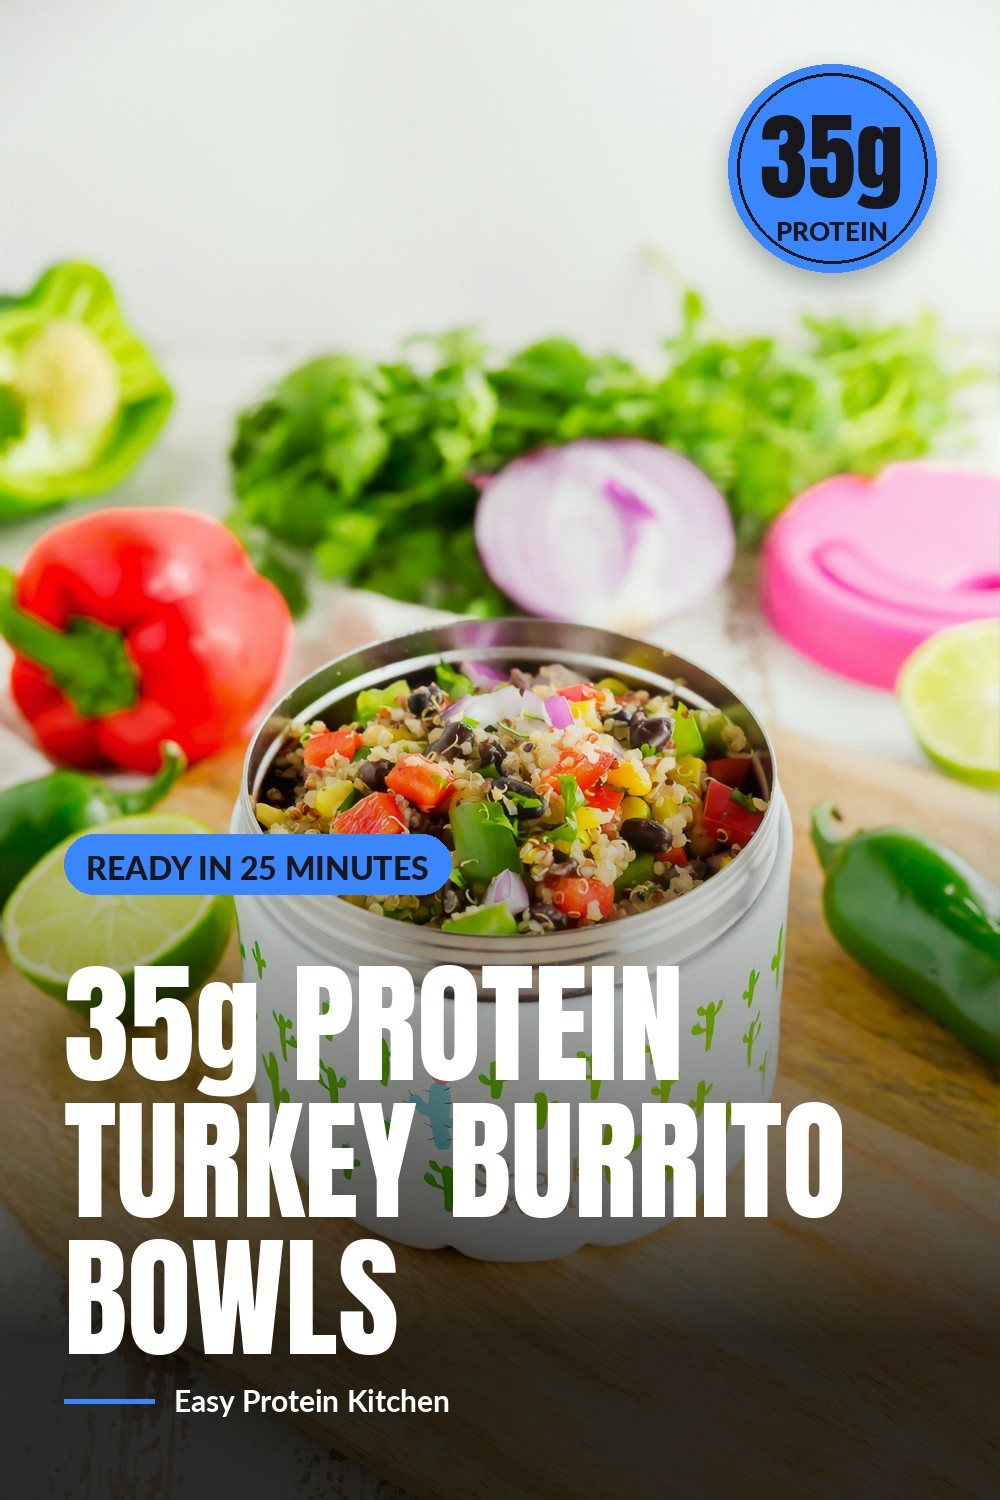 35g
PROTEIN
READY IN 25 MINUTES
35g PROTEIN
TURKEY BURRITO
BOWLS
Easy Protein Kitchen